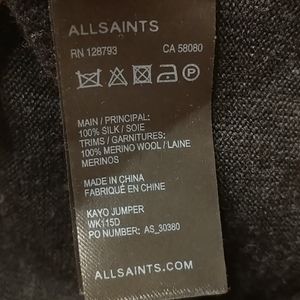 ALLSAINTS
RN 128793 CA 58080
MAIN / PRINCIPAL:
100% SILK / SOIE
TRIMS / GARNITURES:
100% MERINO WOOL / LAINE
MERINOS
MADE IN CHINA
FABRIQUÉ EN CHINE
KAYO JUMPER
WK115D
PO NUMBER: AS_30380
ALLSAINTS.COM